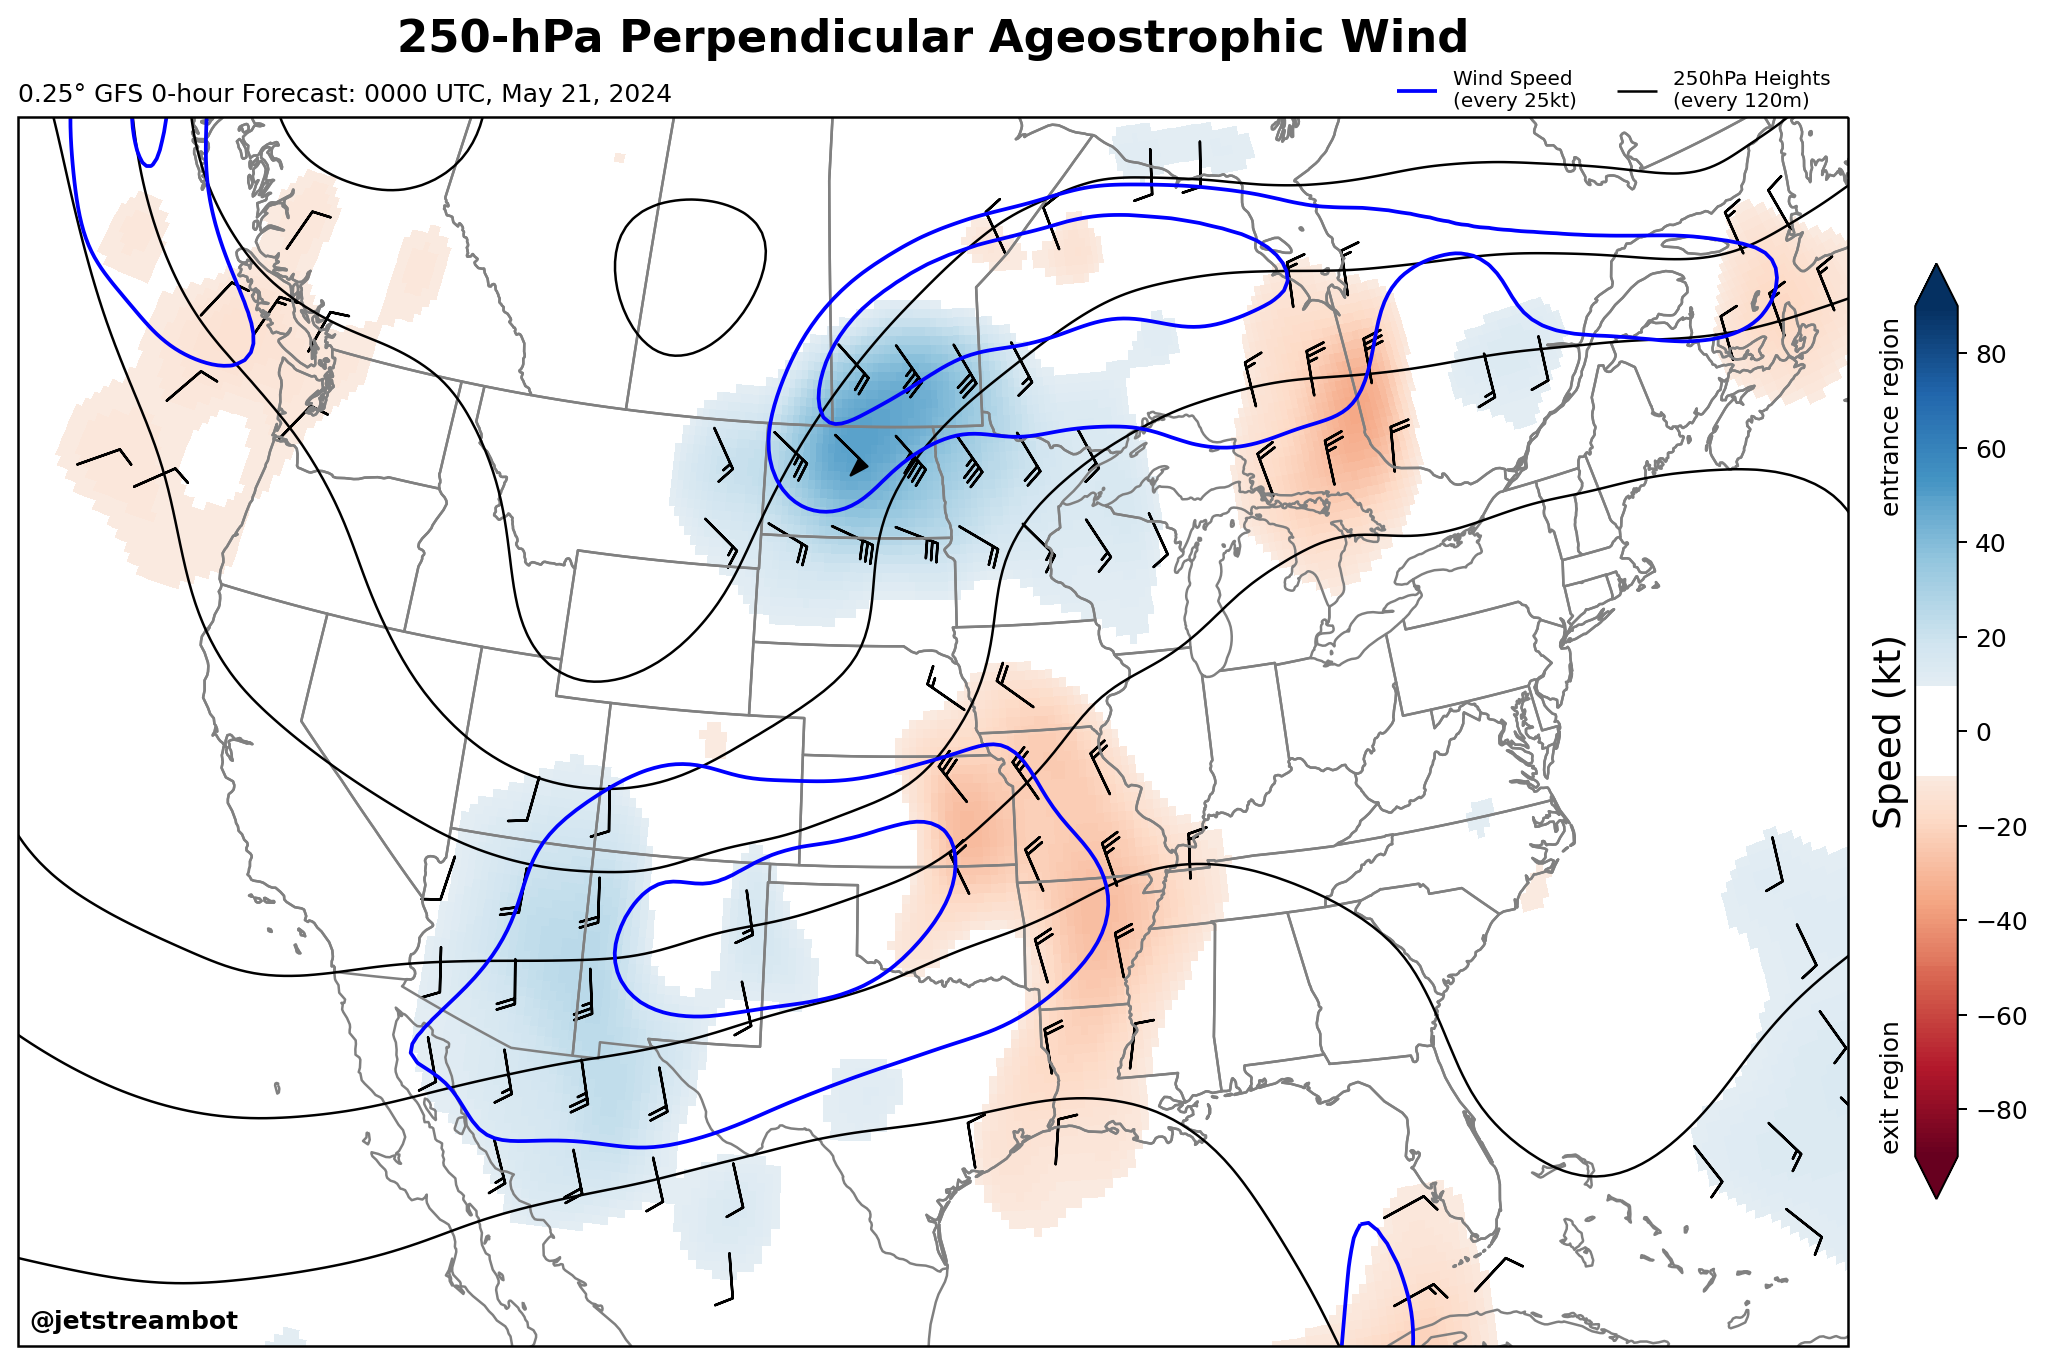 250-hPa Perpendicular Ageostrophic Wind
0.25° GFS 0-hour Forecast: 0000 UTC, May 21, 2024
Wind Speed
(every 25kt)
250hPa Heights
(every 120m)
entrance region
exit region
Speed (kt)
80
60
40
20
0
−20
−40
−60
−80
@jetstreambot